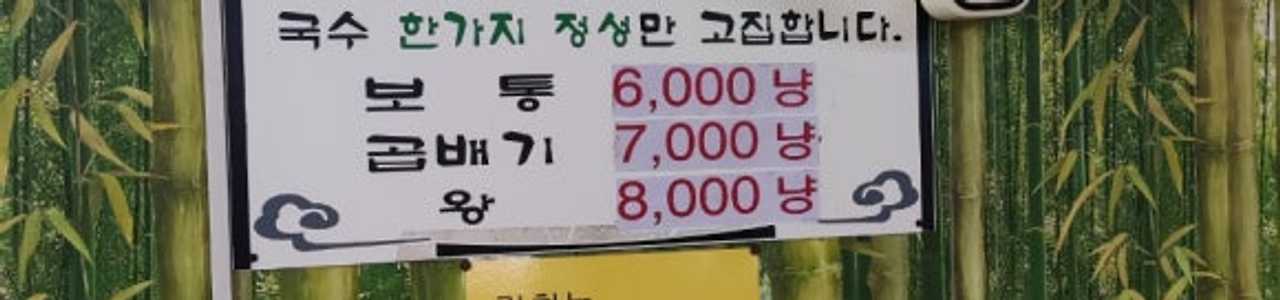 국수 한가지 정성만 고집합니다.
보 통 6,000 냥
곱배기 7,000 냥
왕 8,000 냥